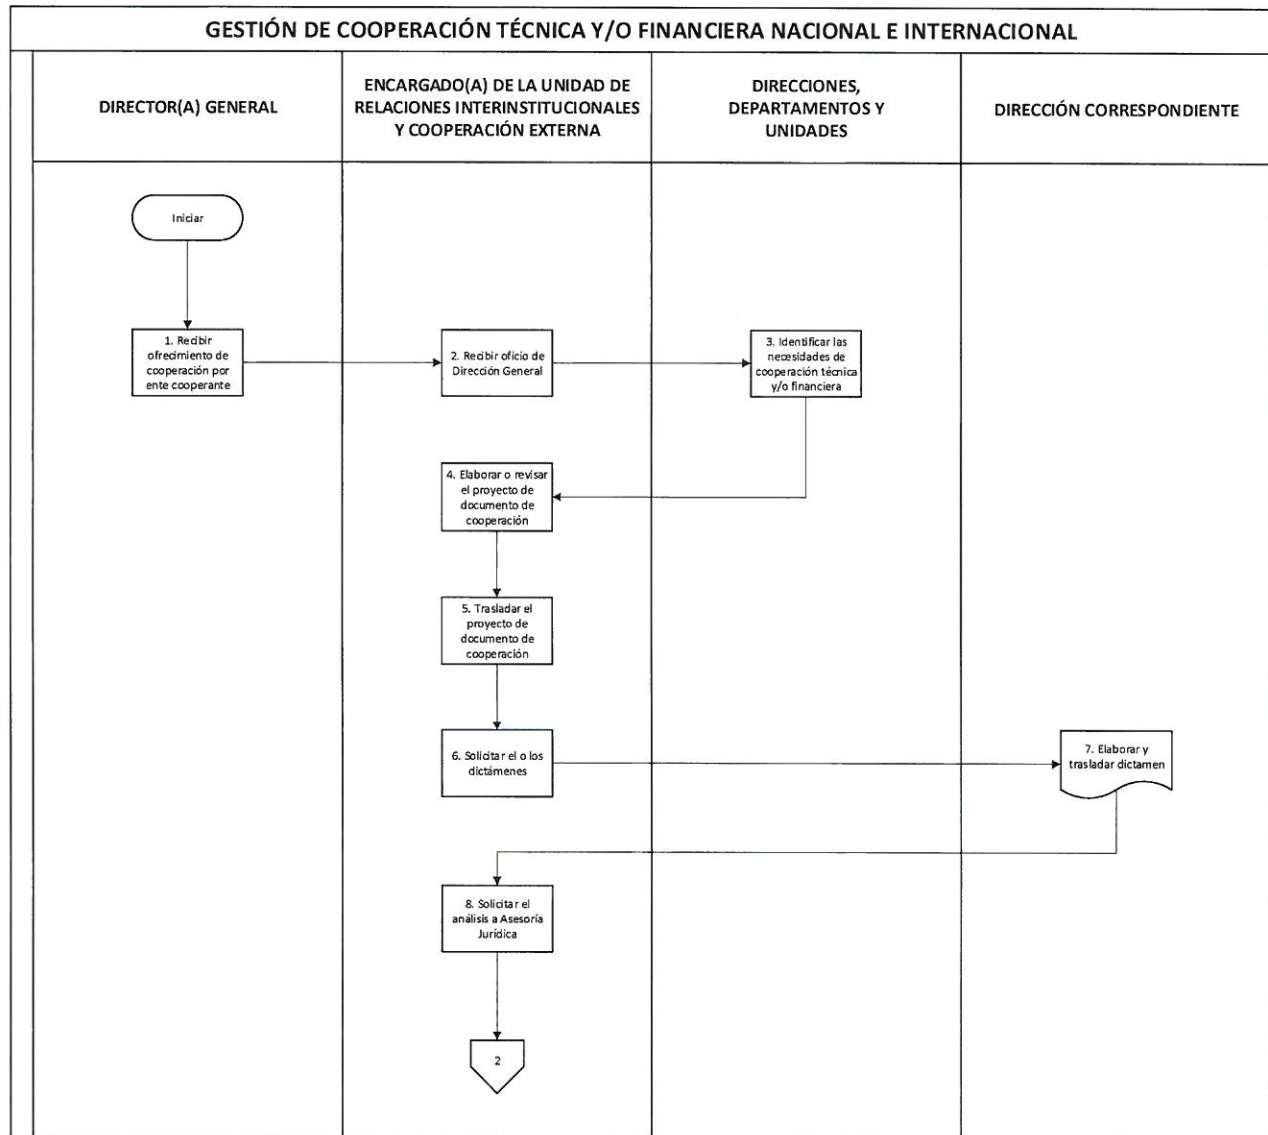 GESTIÓN DE COOPERACIÓN TÉCNICA Y/O FINANCIERA NACIONAL E INTERNACIONAL
DIRECTOR(A) GENERAL
ENCARGADO(A) DE LA UNIDAD DE
RELACIONES INTERINSTITUCIONALES
Y COOPERACIÓN EXTERNA
DIRECCIONES,
DEPARTAMENTOS Y
UNIDADES
DIRECCIÓN CORRESPONDIENTE
Iniciar
1. Recibir
ofrecimiento de
cooperación por
ente cooperante
2. Recibir oficio de
Dirección General
3. Identificar las
necesidades de
cooperación técnica
y/o financiera
4. Elaborar o revisar
el proyecto de
documento de
cooperación
5. Trasladar el
proyecto de
documento de
cooperación
6. Solicitar el o los
dictámenes
7. Elaborar y
trasladar dictamen
8. Solicitar el
análisis a Asesoría
Jurídica
2